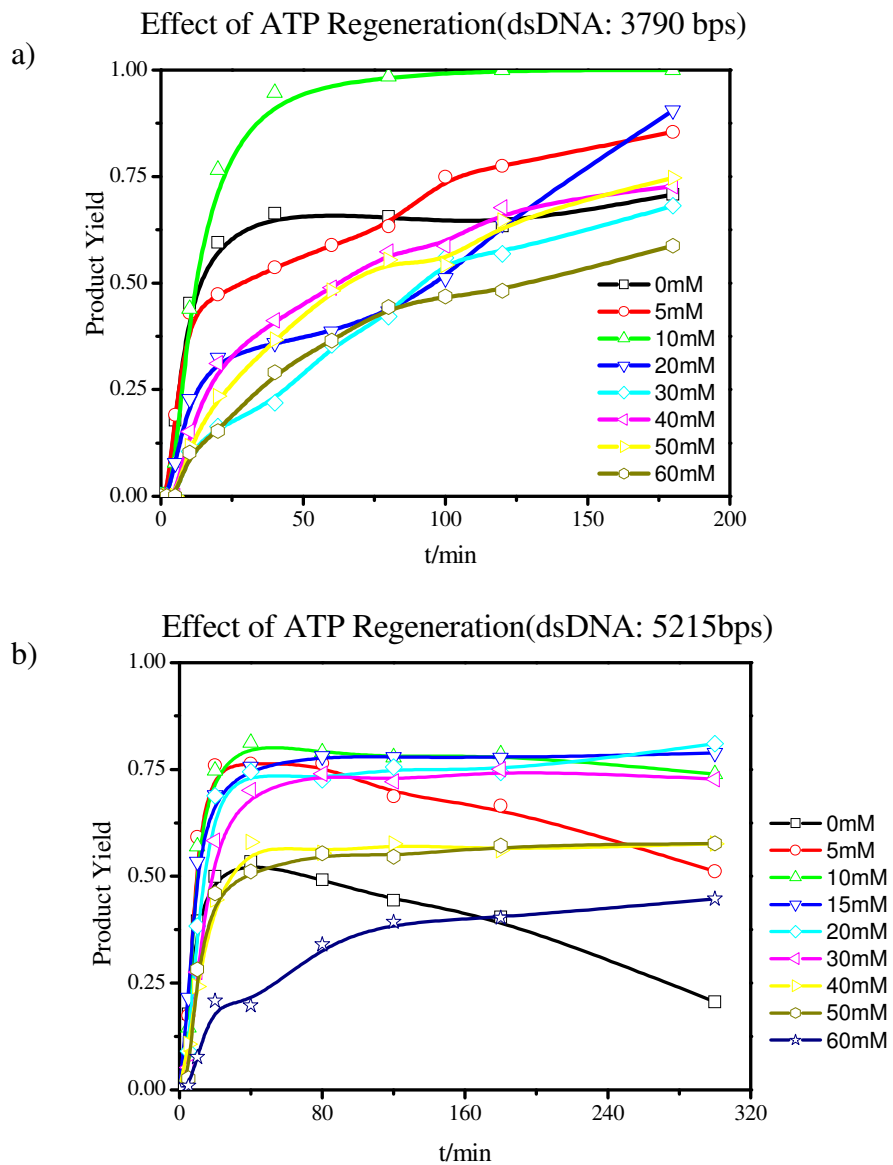 Effect of ATP Regeneration(dsDNA: 3790 bps)
a)
1.00
0.75
0.50
0.25
0.00
Product Yield
0mM
5mM
10mM
20mM
30mM
40mM
50mM
60mM
0 50 100 150 200
t/min
Effect of ATP Regeneration(dsDNA: 5215bps)
b)
1.00
0.75
0.50
0.25
0.00
Product Yield
0mM
5mM
10mM
15mM
20mM
30mM
40mM
50mM
60mM
0 80 160 240 320
t/min